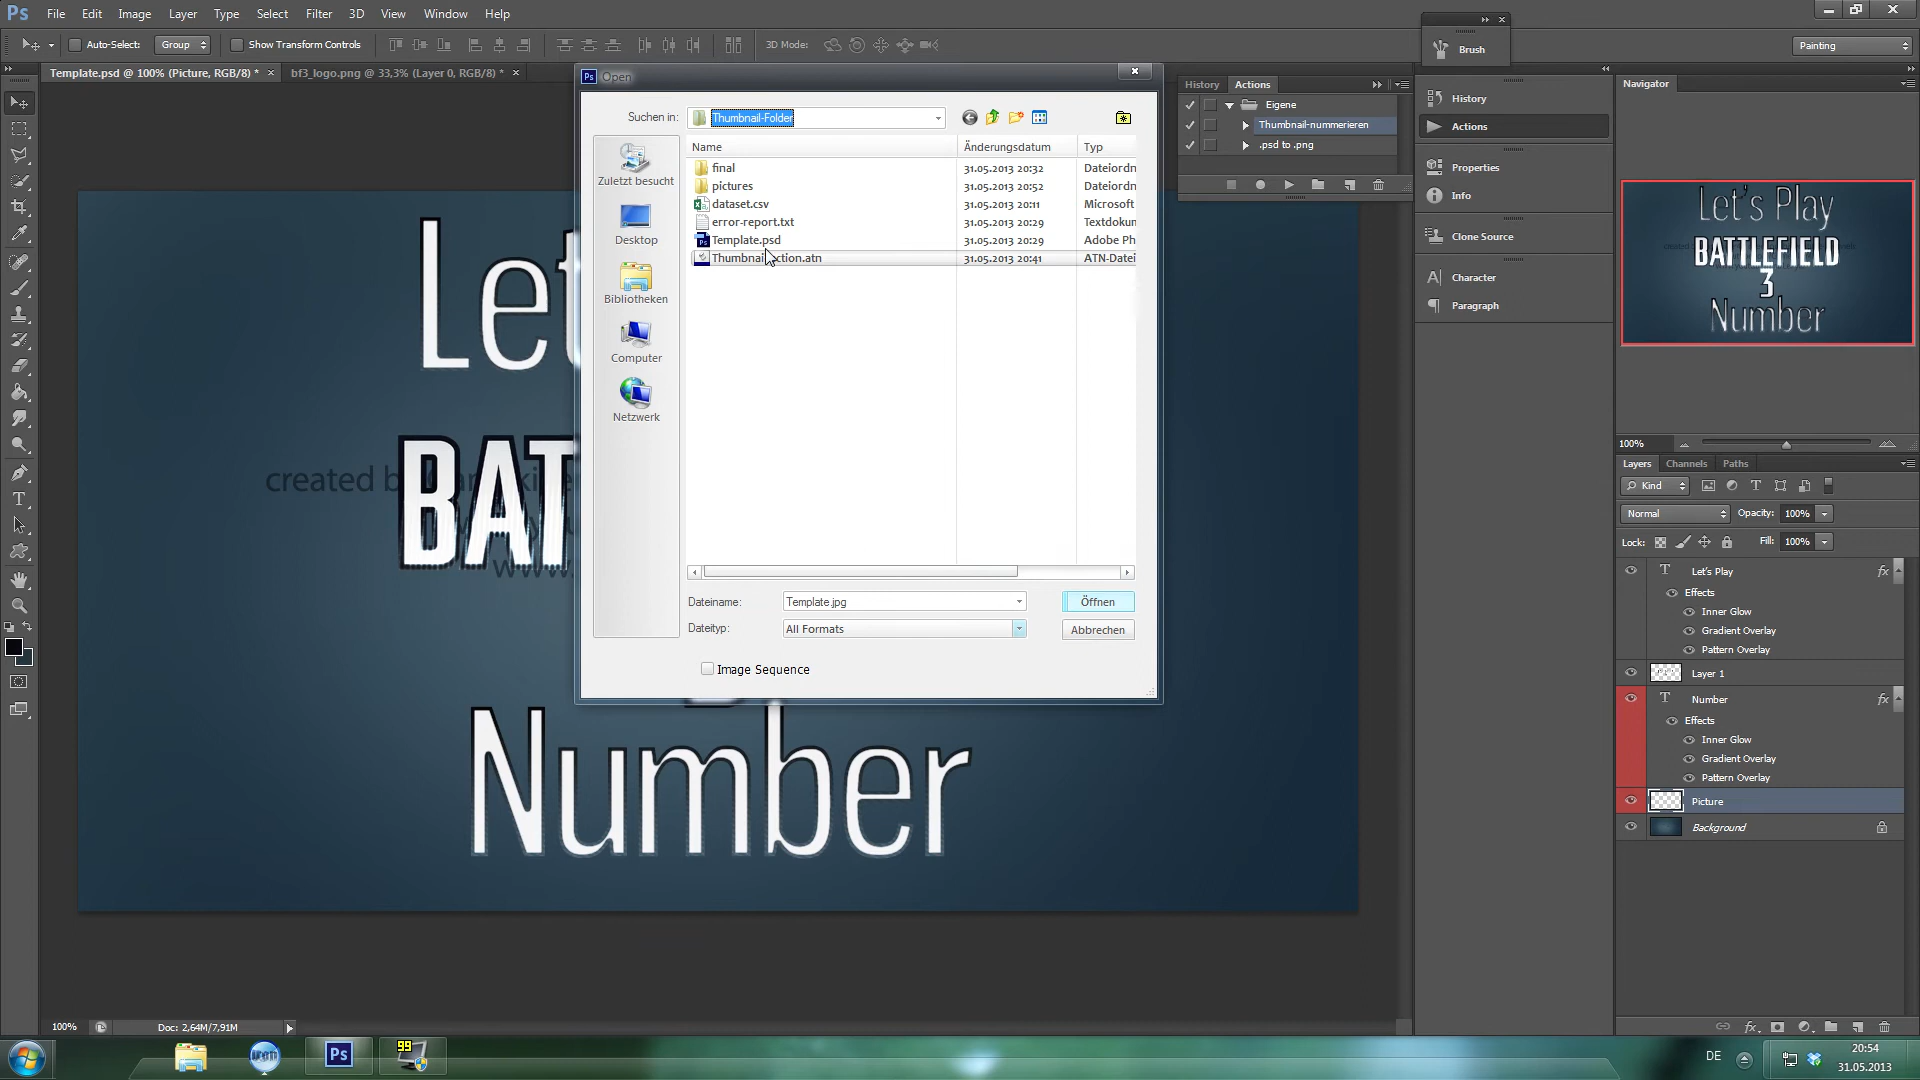 Ps File Edit Image Layer Type Select Filter 3D View Window Help
Auto-Select: Group Show Transform Controls 3D Mode:
Brush
Painting
Template.psd @ 100% (Picture, RGB/8) * bf3_logo.png @ 33,3% (Layer 0, RGB/8) *
Ps Open
Suchen in: Thumbnail-Folder
Name Änderungsdatum Typ
final 31.05.2013 20:32 Dateiordn
pictures 31.05.2013 20:52 Dateiordn
dataset.csv 31.05.2013 20:11 Microsoft
error-report.txt 31.05.2013 20:29 Textdokun
Template.psd 31.05.2013 20:29 Adobe Ph
31.05.2013 20:41 ATN-Datei
Zuletzt besucht
Desktop
Bibliotheken
Computer
Netzwerk
Dateiname: Template.jpg Öffnen
Dateityp: All Formats Abbrechen
Image Sequence
History Actions
Eigene
Thumbnail-nummerieren
.psd to .png
History
Actions
Properties
Info
Clone Source
Character
Paragraph
Navigator
Let's Play
BATTLEFIELD
3
Number
100%
Layers Channels Paths
Kind
Normal Opacity: 100%
Lock: Fill: 100%
Let's Play fx
Effects
Inner Glow
Gradient Overlay
Pattern Overlay
Layer 1
Number fx
Effects
Inner Glow
Gradient Overlay
Pattern Overlay
Picture
Background
fx
Let
created b
BAT
www.
Number
100% Doc: 2,64M/7,91M
Ps
99
DE
20:54
31.05.2013